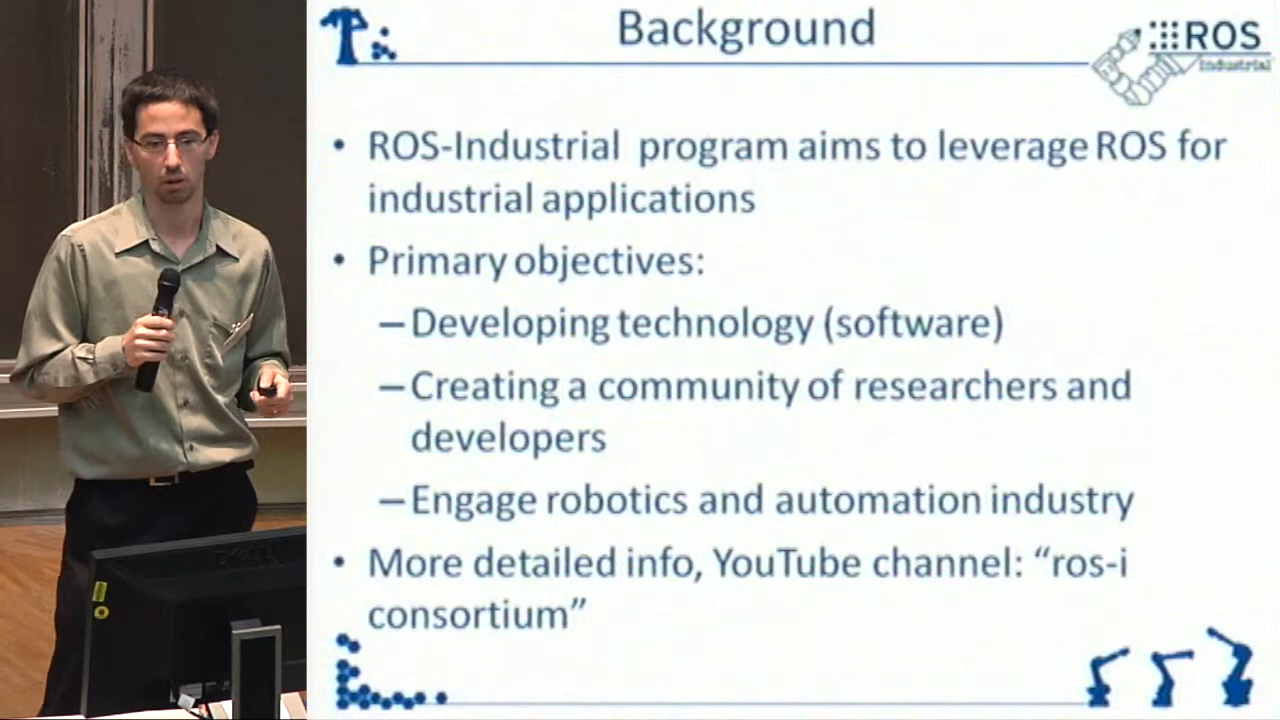 Background
ROS
Industrial
• ROS-Industrial program aims to leverage ROS for
industrial applications
• Primary objectives:
– Developing technology (software)
– Creating a community of researchers and
developers
– Engage robotics and automation industry
• More detailed info, YouTube channel: “ros-i
consortium”
DELL